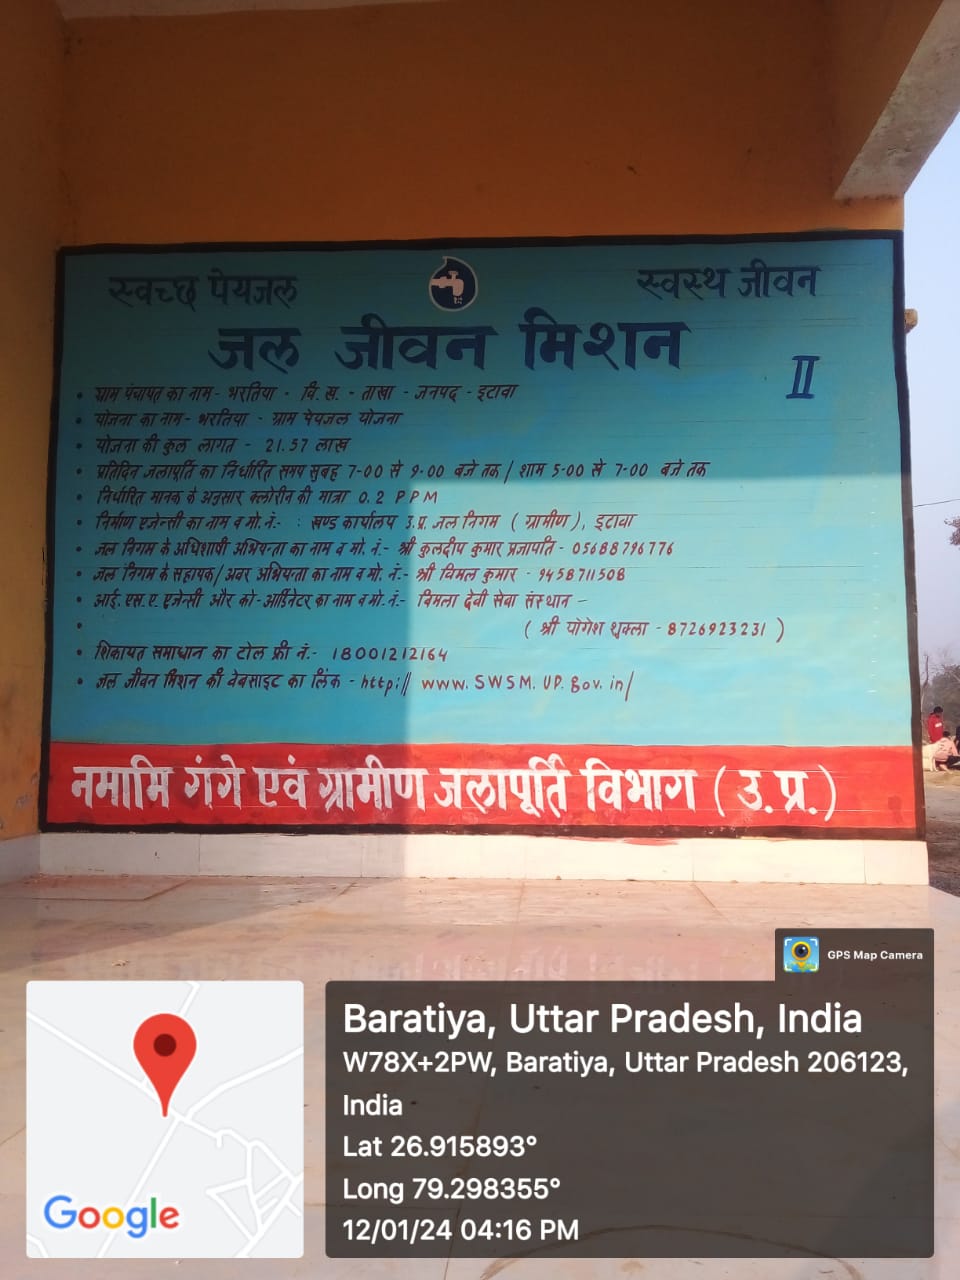 स्वच्छ पेयजल
स्वस्थ जीवन
जल जीवन मिशन
II
• ग्राम पंचायत का नाम - भरतिया - वि.ख. - ताखा - जनपद - इटावा
• योजना का नाम - भरतिया - ग्राम पेयजल योजना
• योजना की कुल लागत - 21.57 लाख
• प्रतिदिन जलापूर्ति का निर्धारित समय सुबह 7-00 से 9-00 बजे तक / शाम 5-00 से 7-00 बजे तक
• निर्धारित मानक के अनुसार क्लोरीन की मात्रा 0.2 PPM
• निर्माण एजेन्सी का नाम व मो.नं.- : खण्ड कार्यालय उ.प्र. जल निगम ( ग्रामीण ), इटावा
• जल निगम के अधिशाषी अभियन्ता का नाम व मो. नं.- श्री कुलदीप कुमार प्रजापति - 05688796776
• जल निगम के सहायक/अवर अभियन्ता का नाम व मो. नं.- श्री विमल कुमार - 9458711508
• आई. एस. ए. एजेन्सी और को-आर्डिनेटर का नाम व मो. नं.- विमला देवी सेवा संस्थान -
• ( श्री योगेश शुक्ला - 8726923231 )
• शिकायत समाधान का टोल फ्री नं.- 18001212164
• जल जीवन मिशन की वेबसाइट का लिंक - http:// www.SWSM.UP.Gov.in/
नमामि गंगे एवं ग्रामीण जलापूर्ति विभाग ( उ.प्र.)
GPS Map Camera
Google
Baratiya, Uttar Pradesh, India
W78X+2PW, Baratiya, Uttar Pradesh 206123,
India
Lat 26.915893°
Long 79.298355°
12/01/24 04:16 PM